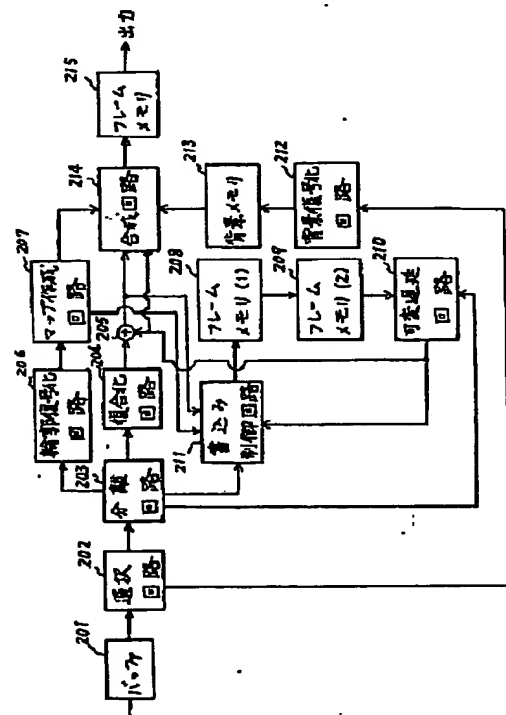 201
バッファ
202
選択
回路
203
分離
回路
206
輪郭復号化
回路
207
マップ作成
回路
204
復合化
回路
205
+
214
合成回路
215
フレーム
メモリ
出力
211
書込み
制御回路
208
フレーム
メモリ(1)
209
フレーム
メモリ(2)
210
可変遅延
回路
213
背景メモリ
212
背景復号化
回路